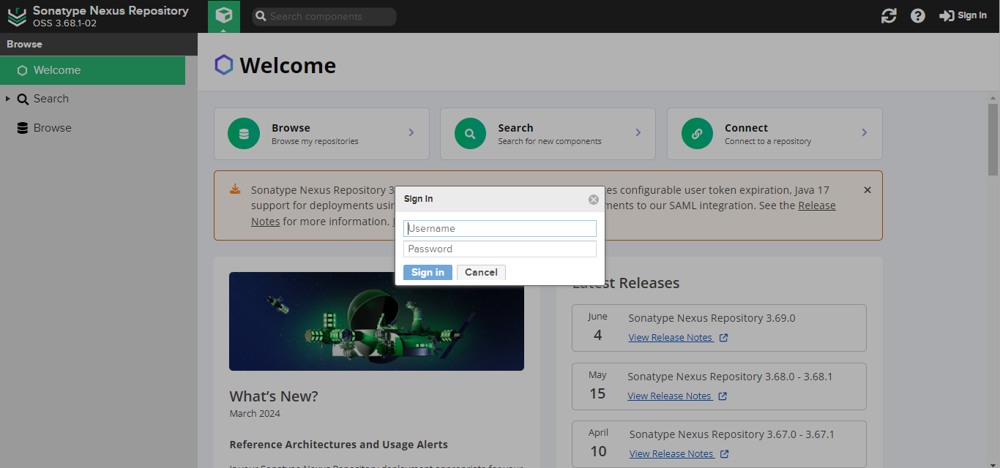 Sonatype Nexus Repository
OSS 3.68.1-02
Search components
Sign in
Browse
Welcome
Search
Browse
Welcome
Browse
Browse my repositories
Search
Search for new components
Connect
Connect to a repository
Sonatype Nexus Repository 3
es configurable user token expiration, Java 17
support for deployments usin
ments to our SAML integration. See the Release
Notes for more information.
Sign In
Username
Password
Sign in
Cancel
What's New?
March 2024
Reference Architectures and Usage Alerts
Latest Releases
June
4
Sonatype Nexus Repository 3.69.0
View Release Notes
May
15
Sonatype Nexus Repository 3.68.0 - 3.68.1
View Release Notes
April
10
Sonatype Nexus Repository 3.67.0 - 3.67.1
View Release Notes